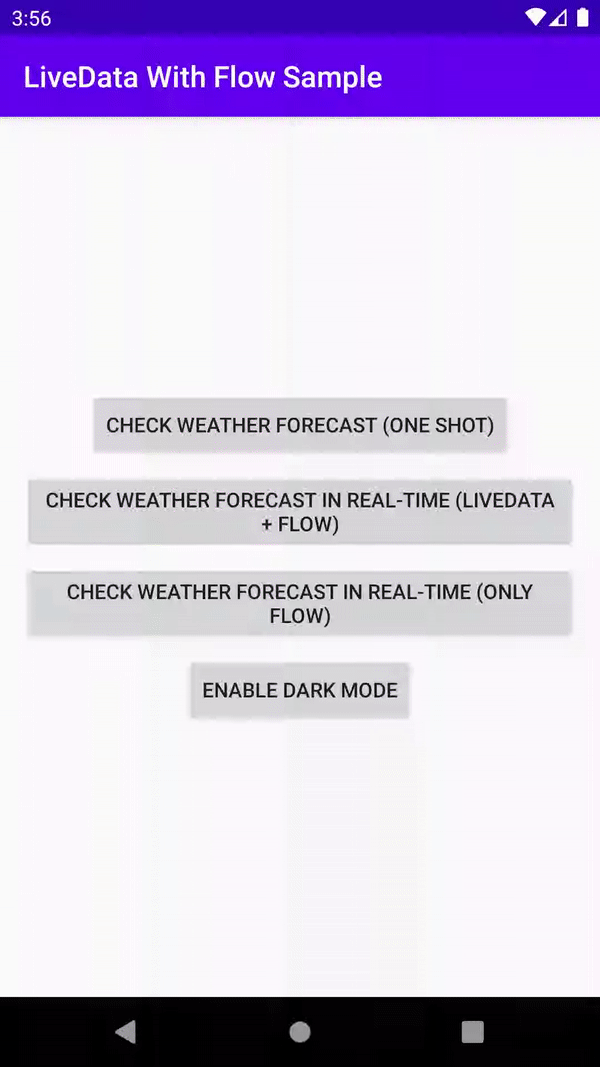 3:56
LiveData With Flow Sample
CHECK WEATHER FORECAST (ONE SHOT)
CHECK WEATHER FORECAST IN REAL-TIME (LIVEDATA
+ FLOW)
CHECK WEATHER FORECAST IN REAL-TIME (ONLY
FLOW)
ENABLE DARK MODE